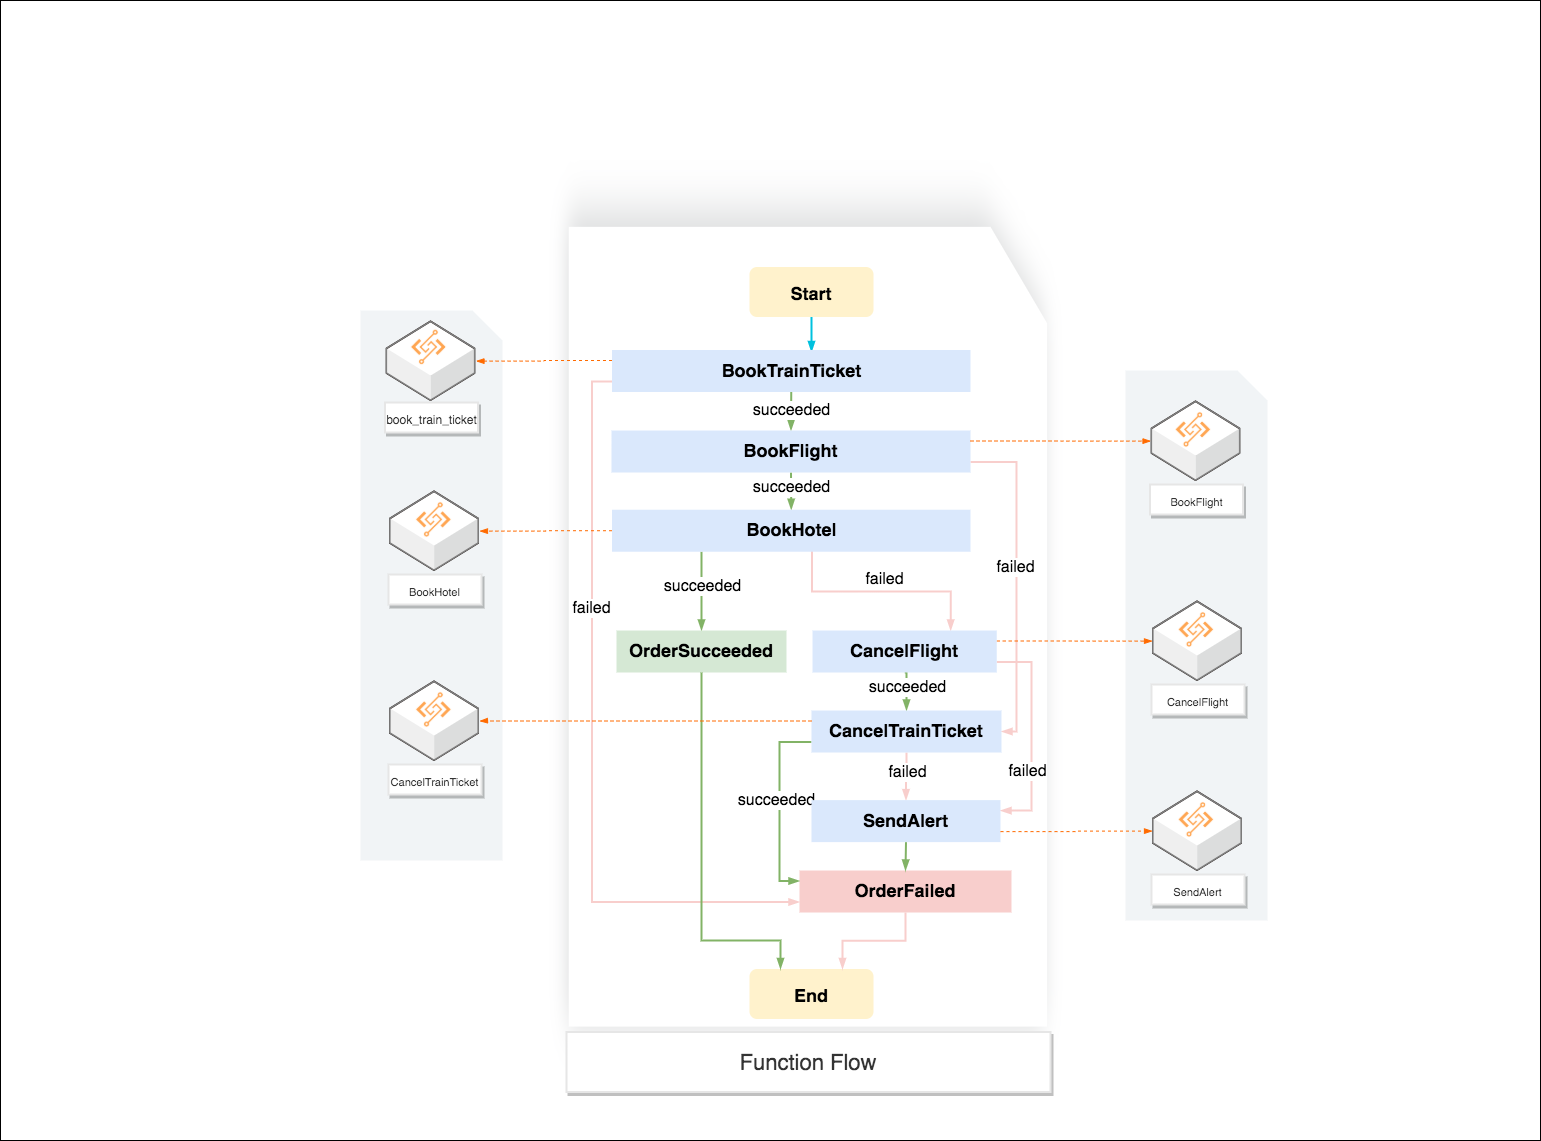 Start
BookTrainTicket
book_train_ticket
succeeded
BookFlight
BookFlight
succeeded
BookHotel
BookHotel
failed
failed
succeeded
failed
OrderSucceeded
CancelFlight
CancelFlight
succeeded
CancelTrainTicket
CancelTrainTicket
failed
failed
succeeded
SendAlert
SendAlert
OrderFailed
End
Function Flow